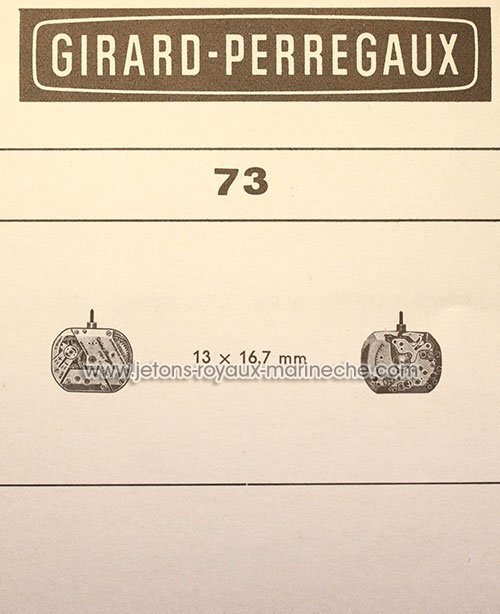 GIRARD-PERREGAUX
73
13 × 16,7 mm
www.jetons-royaux-marineche.com